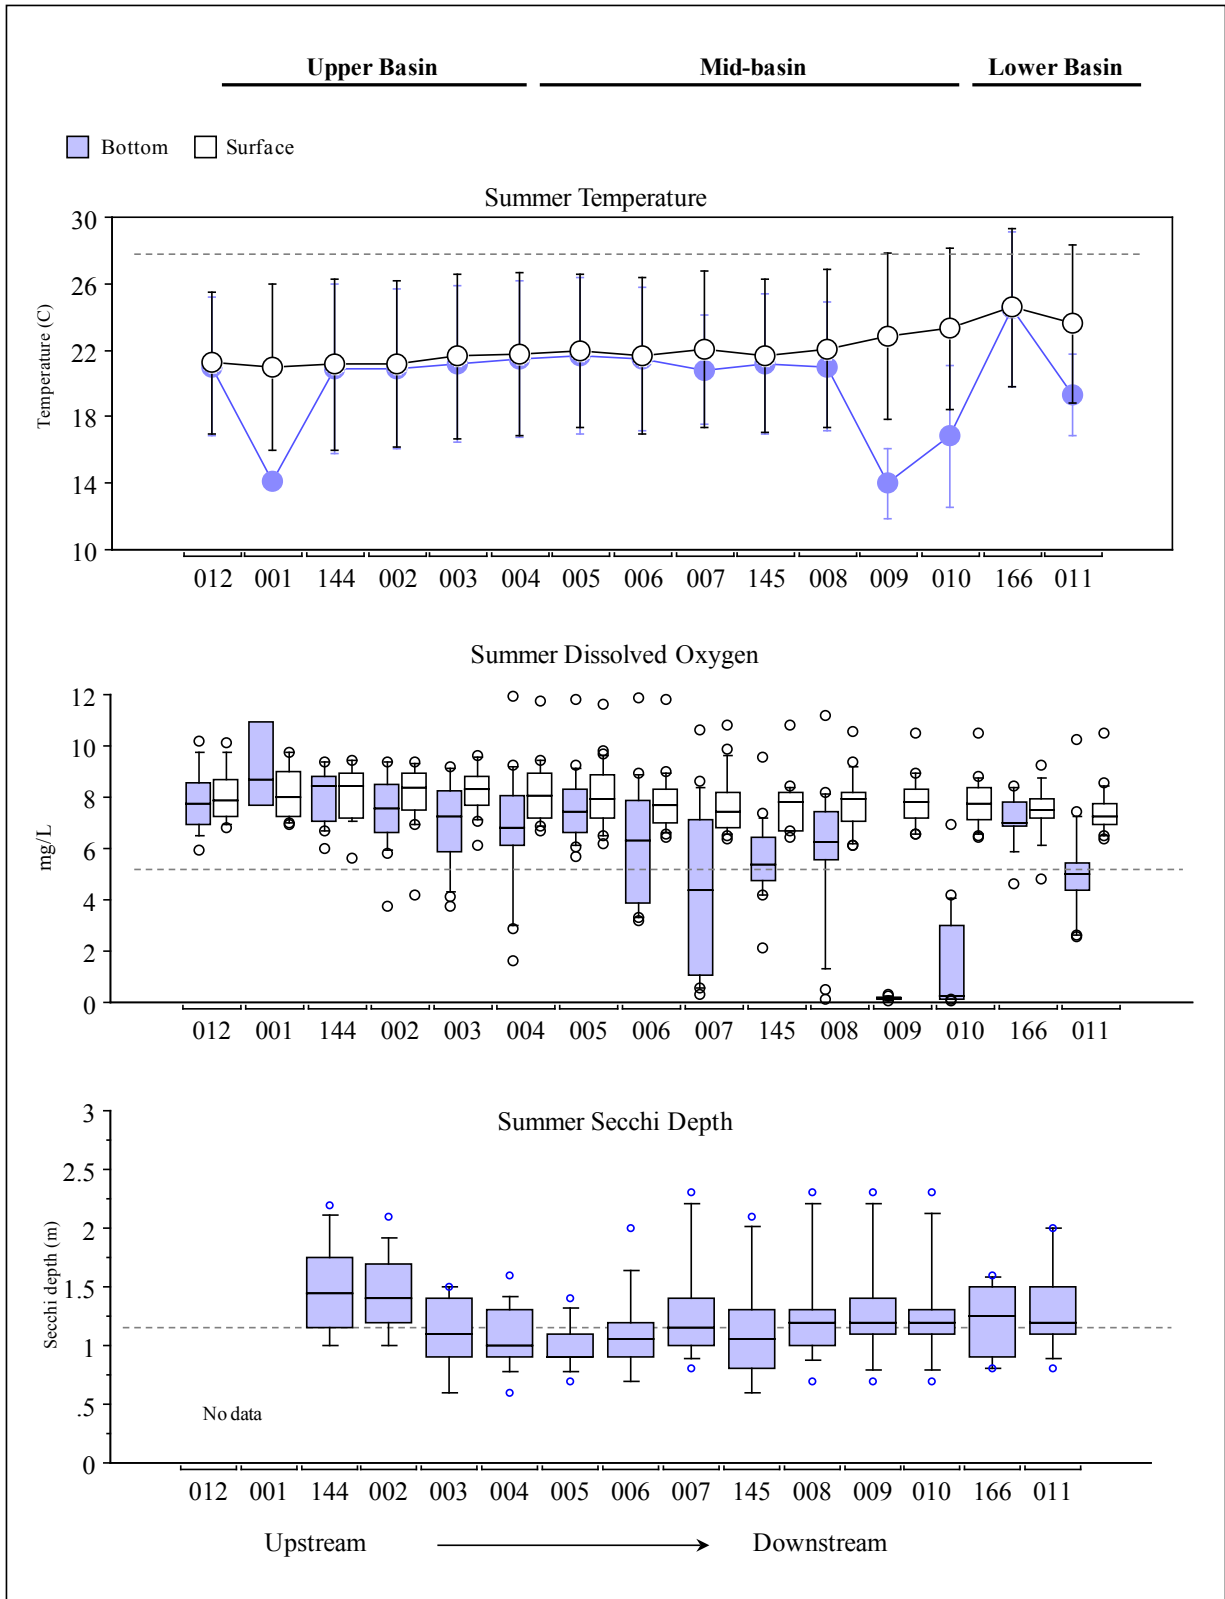 Upper Basin Mid-basin Lower Basin
Bottom Surface
Summer Temperature
Temperature (C)
30
26
22
18
14
10
012 001 144 002 003 004 005 006 007 145 008 009 010 166 011
Summer Dissolved Oxygen
mg/L
12
10
8
6
4
2
0
012 001 144 002 003 004 005 006 007 145 008 009 010 166 011
Summer Secchi Depth
Secchi depth (m)
3
2.5
2
1.5
1
.5
0
No data
012 001 144 002 003 004 005 006 007 145 008 009 010 166 011
Upstream Downstream